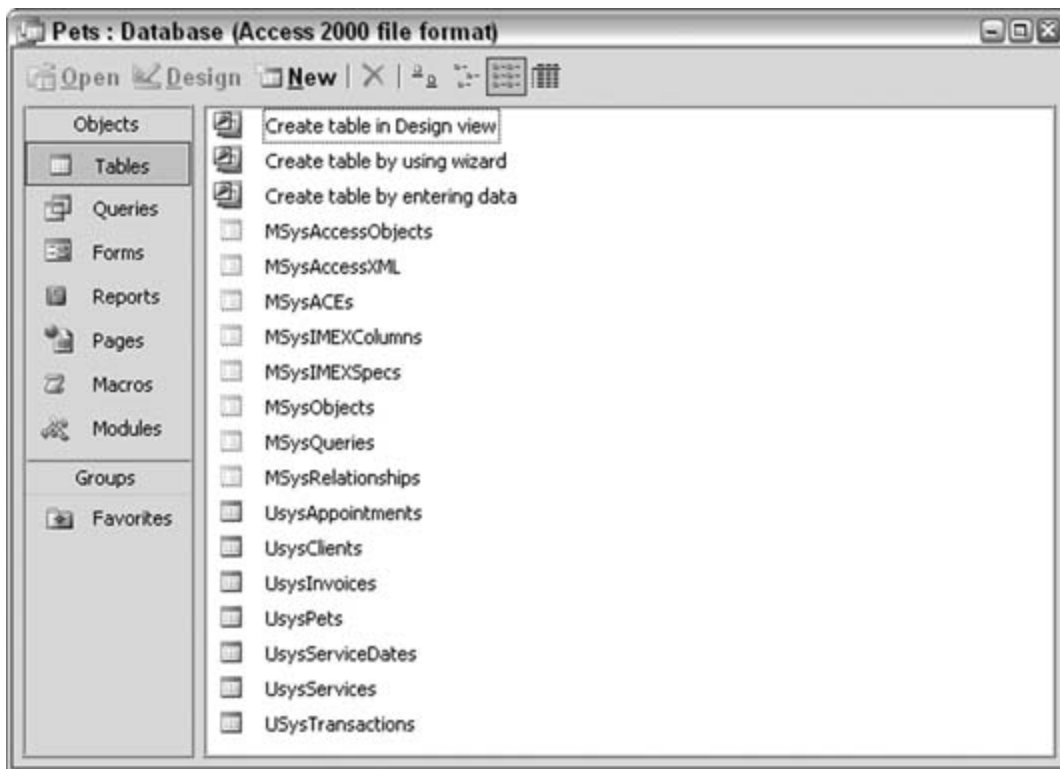 Pets : Database (Access 2000 file format)
Open Design New
Objects
Tables
Queries
Forms
Reports
Pages
Macros
Modules
Groups
Favorites
Create table in Design view
Create table by using wizard
Create table by entering data
MSysAccessObjects
MSysAccessXML
MSysACEs
MSysIMEXColumns
MSysIMEXSpecs
MSysObjects
MSysQueries
MSysRelationships
UsysAppointments
UsysClients
UsysInvoices
UsysPets
UsysServiceDates
UsysServices
USysTransactions